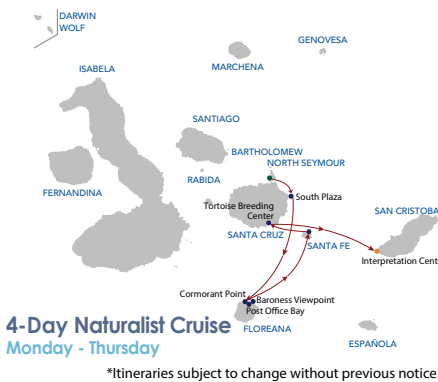 DARWIN
WOLF
GENOVESA
MARCHENA
ISABELA
SANTIAGO
BARTHOLOMEW
NORTH SEYMOUR
RABIDA
FERNANDINA
South Plaza
Tortoise Breeding
Center
SAN CRISTOBA
SANTA CRUZ
SANTA FE
Interpretation Cent
Cormorant Point
Baroness Viewpoint
Post Office Bay
FLOREANA
ESPAÑOLA
4-Day Naturalist Cruise
Monday - Thursday
*Itineraries subject to change without previous notice